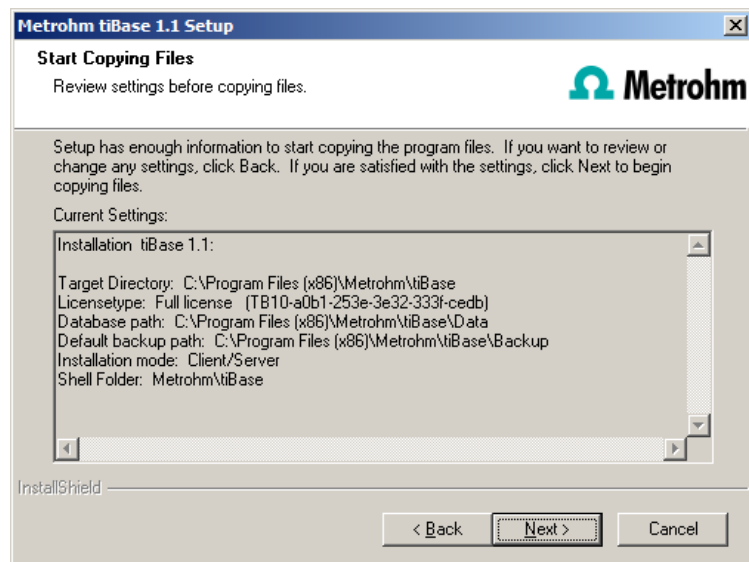 Metrohm tiBase 1.1 Setup
Start Copying Files
Review settings before copying files.
Metrohm
Setup has enough information to start copying the program files. If you want to review or
change any settings, click Back. If you are satisfied with the settings, click Next to begin
copying files.
Current Settings:
Installation tiBase 1.1:
Target Directory: C:\Program Files (x86)\Metrohm\tiBase
Licensetype: Full license (TB10-a0b1-253e-3e32-333f-cedb)
Database path: C:\Program Files (x86)\Metrohm\tiBase\Data
Default backup path: C:\Program Files (x86)\Metrohm\tiBase\Backup
Installation mode: Client/Server
Shell Folder: Metrohm\tiBase
InstallShield
< Back Next > Cancel